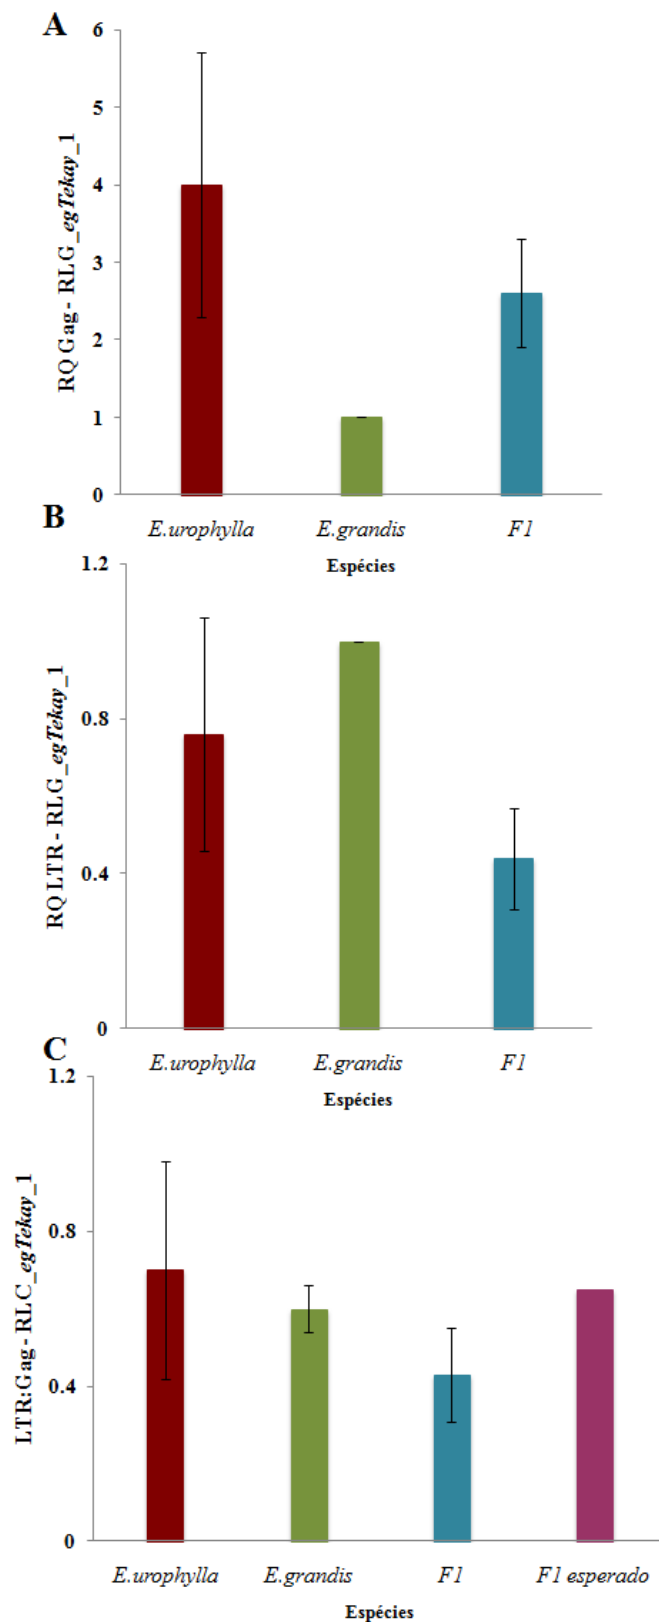 A
6
5
4
3
2
1
0
RQ Gag - RLG_egTekay_1
E.urophylla E.grandis F1
Espécies
B
1.2
0.8
0.4
0
RQ LTR - RLG_egTekay_1
E.urophylla E.grandis F1
Espécies
C
1.2
0.8
0.4
0
LTR:Gag - RLC_egTekay_1
E.urophylla E.grandis F1 F1 esperado
Espécies